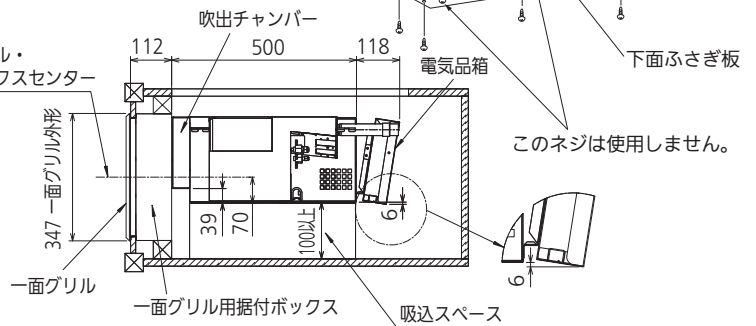 吹出チャンバー
ル・
フスセンター
112
500
118
電気品箱
下面ふさぎ板
このネジは使用しません。
347 一面グリル外形
39
70
100以上
6
6
一面グリル
一面グリル用据付ボックス
吸込スペース